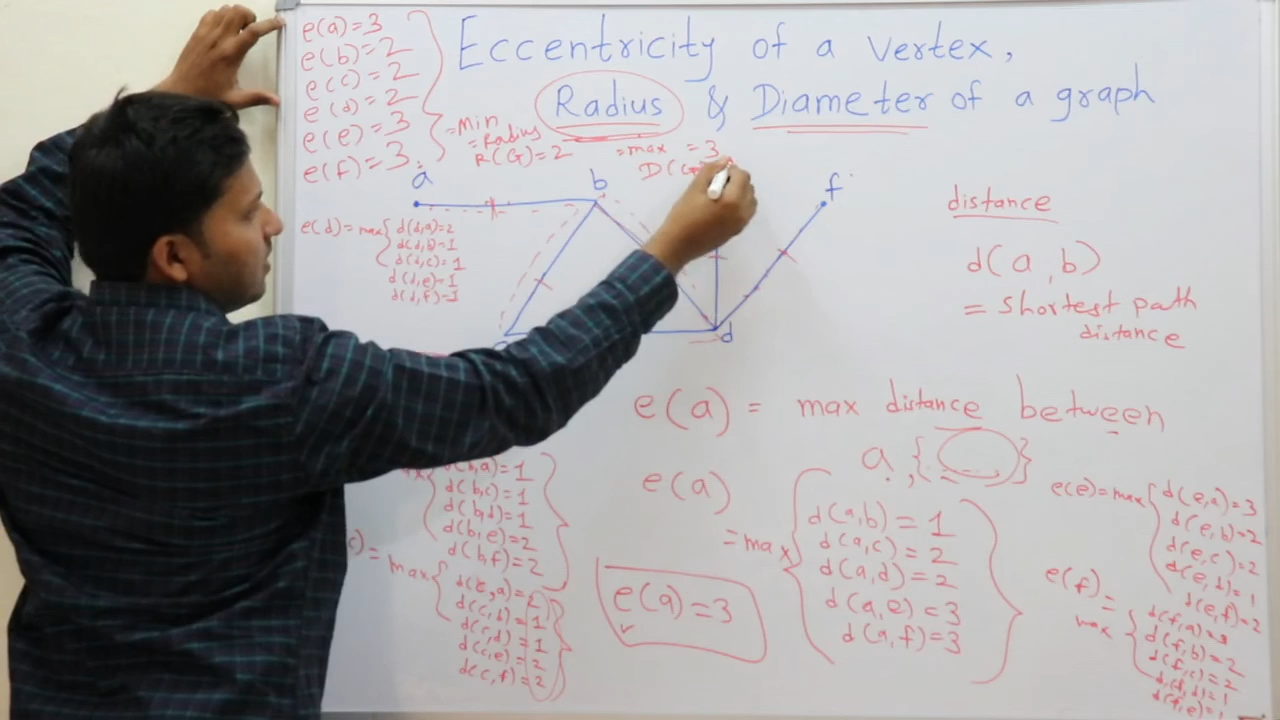 Eccentricity of a vertex,
Radius & Diameter of a graph
e(a)=3
e(b)=2
e(c)=2
e(d)=2
e(e)=3
e(f)=3
=Min
=Radius
R(G)=2
=max =3
D(G)
a
b
f
d
e(d)=max{
d(d,a)=2
d(d,b)=1
d(d,c)=1
d(d,e)=1
d(d,f)=1
distance
d(a,b)
= shortest path
distance
e(a) = max distance between
a,{ }
d(b,a)=1
d(b,c)=1
d(b,d)=1
d(b,e)=2
d(b,f)=2
c)= max{
d(c,a)=2
d(c,b)=1
d(c,d)=1
d(c,e)=2
d(c,f)=2
e(a)=3
e(a)
=max{
d(a,b)=1
d(a,c)=2
d(a,d)=2
d(a,e)=3
d(a,f)=3
}
e(e)=max{
d(e,a)=3
d(e,b)=2
d(e,c)=2
d(e,d)=1
d(e,f)=2
e(f)=
max{
d(f,a)=3
d(f,b)=2
d(f,c)=2